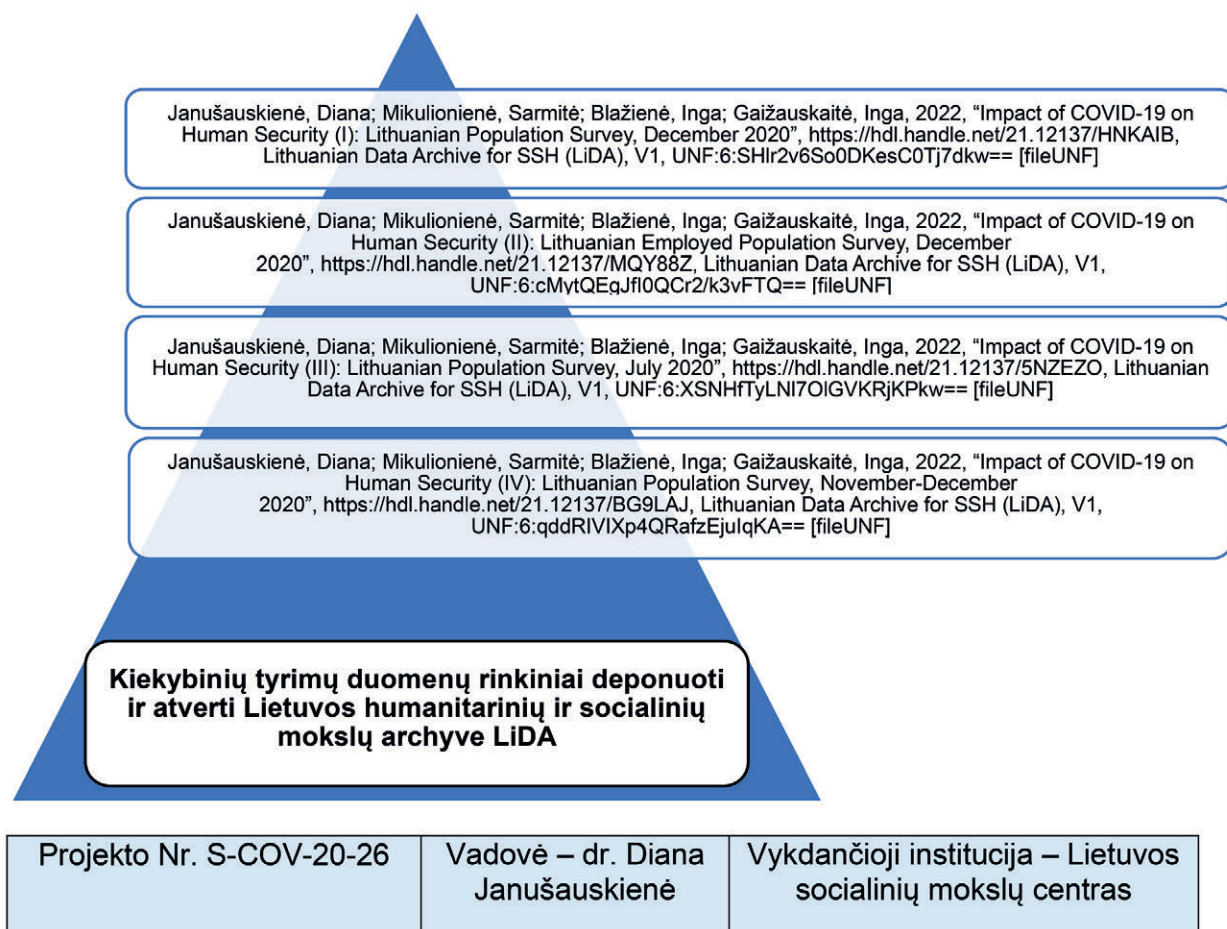 Janušauskienė, Diana; Mikulionienė, Sarmitė; Blažienė, Inga; Gaižauskaitė, Inga, 2022, “Impact of COVID-19 on
Human Security (I): Lithuanian Population Survey, December 2020”, https://hdl.handle.net/21.12137/HNKAIB,
Lithuanian Data Archive for SSH (LiDA), V1, UNF:6:SHlr2v6So0DKesC0Tj7dkw== [fileUNF]
Janušauskienė, Diana; Mikulionienė, Sarmitė; Blažienė, Inga; Gaižauskaitė, Inga, 2022, “Impact of COVID-19 on
Human Security (II): Lithuanian Employed Population Survey, December
2020”, https://hdl.handle.net/21.12137/MQY88Z, Lithuanian Data Archive for SSH (LiDA), V1,
UNF:6:cMytQEgJfl0QCr2/k3vFTQ== [fileUNF]
Janušauskienė, Diana; Mikulionienė, Sarmitė; Blažienė, Inga; Gaižauskaitė, Inga, 2022, “Impact of COVID-19 on
Human Security (III): Lithuanian Population Survey, July 2020”, https://hdl.handle.net/21.12137/5NZEZO, Lithuanian
Data Archive for SSH (LiDA), V1, UNF:6:XSNHfTyLNl7OlGVKRjKPkw== [fileUNF]
Janušauskienė, Diana; Mikulionienė, Sarmitė; Blažienė, Inga; Gaižauskaitė, Inga, 2022, “Impact of COVID-19 on
Human Security (IV): Lithuanian Population Survey, November-December
2020”, https://hdl.handle.net/21.12137/BG9LAJ, Lithuanian Data Archive for SSH (LiDA), V1,
UNF:6:qddRlVIXp4QRafzEjuIqKA== [fileUNF]
Kiekybinių tyrimų duomenų rinkiniai deponuoti
ir atverti Lietuvos humanitarinių ir socialinių
mokslų archyve LiDA
Projekto Nr. S-COV-20-26
Vadovė – dr. Diana
Janušauskienė
Vykdančioji institucija – Lietuvos
socialinių mokslų centras